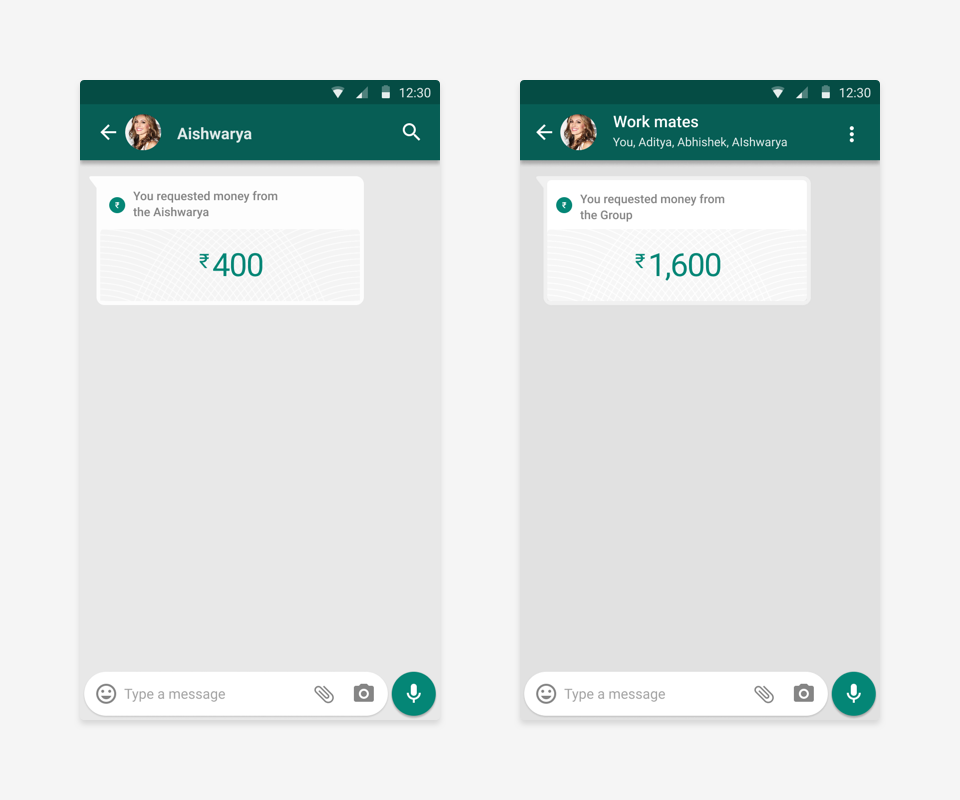 12:30
Aishwarya
You requested money from
the Aishwarya
₹
₹400
Type a message
12:30
Work mates
You, Aditya, Abhishek, AIshwarya
You requested money from
the Group
₹
₹1,600
Type a message